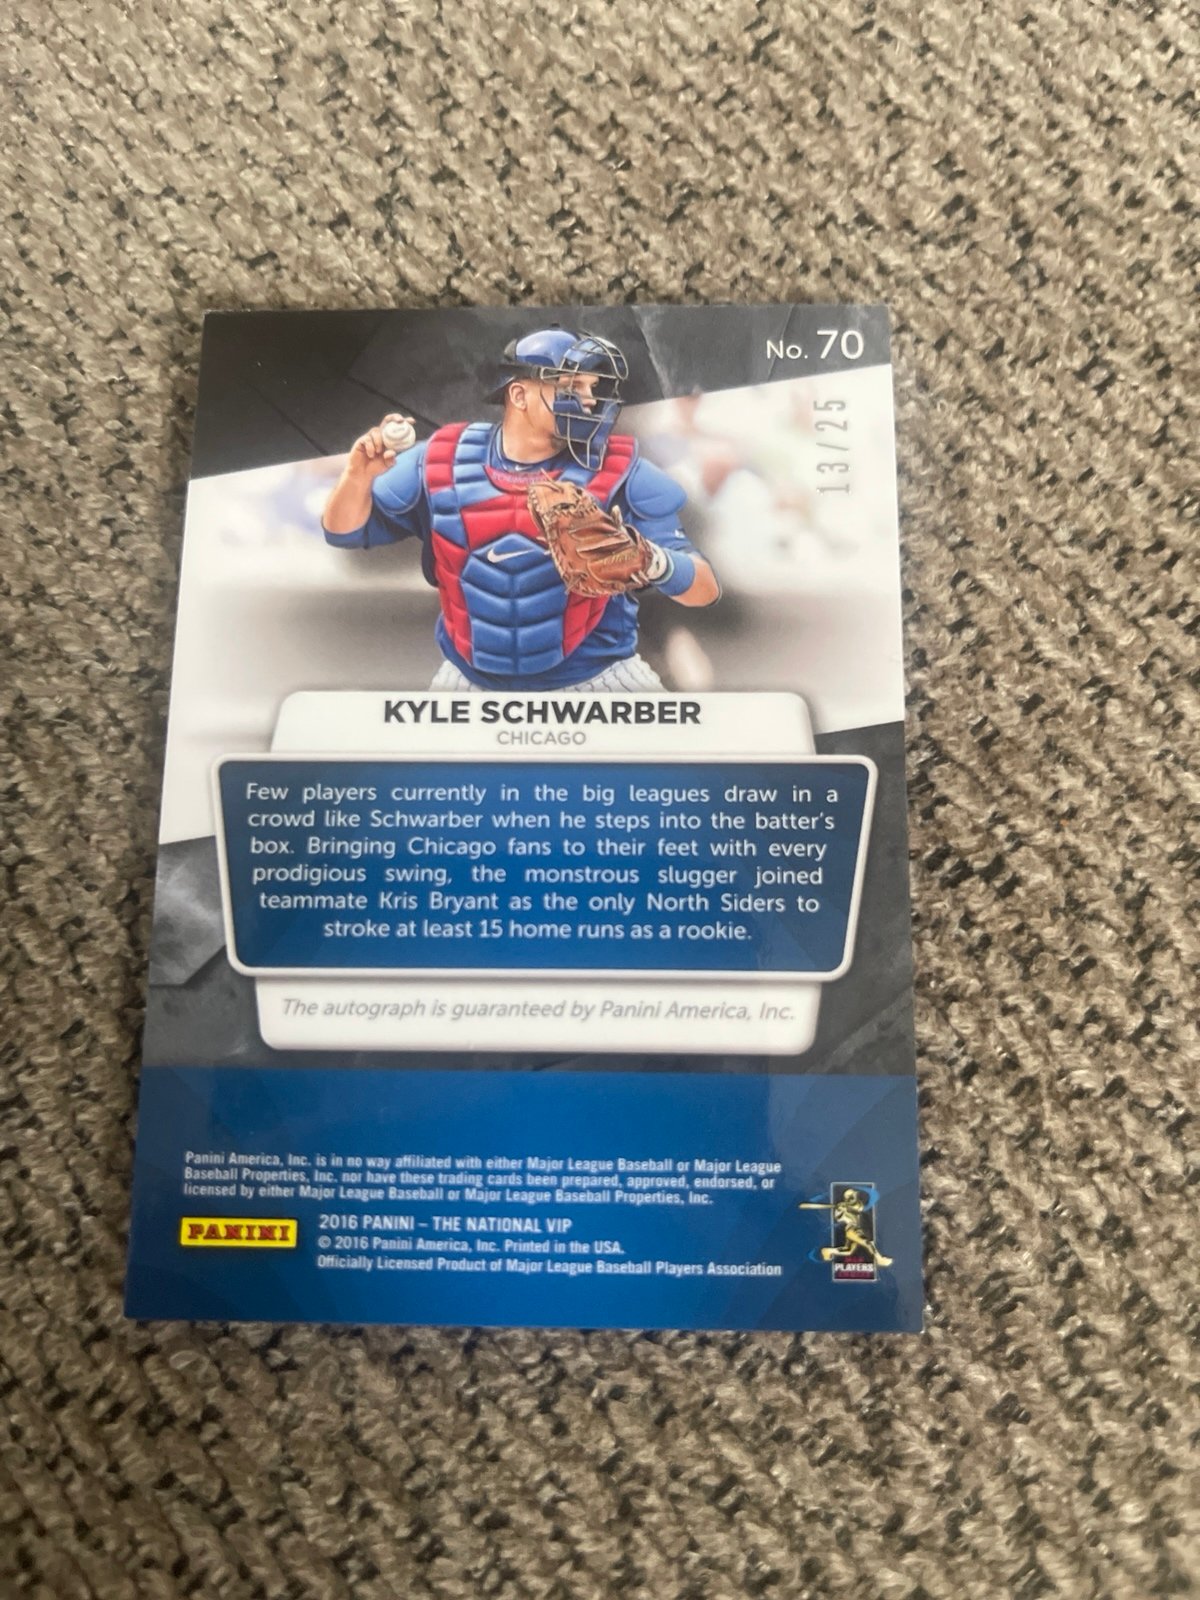 No. 70
13/25
KYLE SCHWARBER
CHICAGO
Few players currently in the big leagues draw in a
crowd like Schwarber when he steps into the batter's
box. Bringing Chicago fans to their feet with every
prodigious swing, the monstrous slugger joined
teammate Kris Bryant as the only North Siders to
stroke at least 15 home runs as a rookie.
The autograph is guaranteed by Panini America, Inc.
Panini America, Inc. is in no way affiliated with either Major League Baseball or Major League
Baseball Properties, Inc. nor have these trading cards been prepared, approved, endorsed, or
licensed by either Major League Baseball or Major League Baseball Properties, Inc.
PANINI
2016 PANINI – THE NATIONAL VIP
© 2016 Panini America, Inc. Printed in the USA.
Officially Licensed Product of Major League Baseball Players Association
PLAYERS